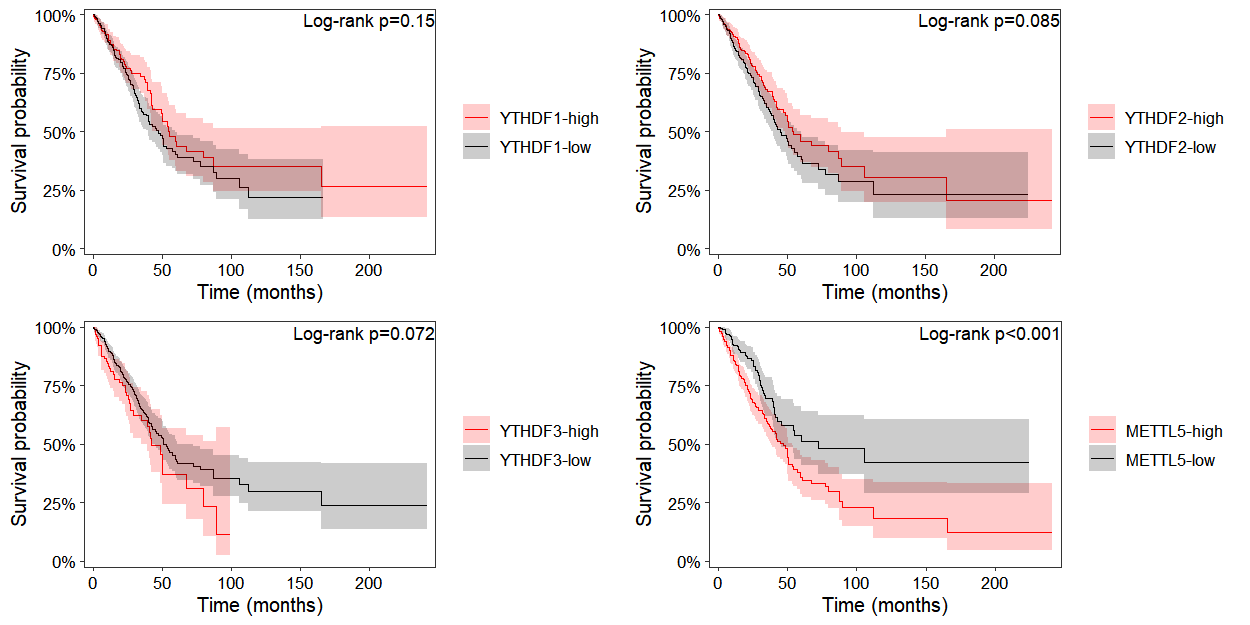 Log-rank p=0.15
Survival probability
100%
75%
50%
25%
0%
0 50 100 150 200
Time (months)
YTHDF1-high
YTHDF1-low
Log-rank p=0.085
Survival probability
100%
75%
50%
25%
0%
0 50 100 150 200
Time (months)
YTHDF2-high
YTHDF2-low
Log-rank p=0.072
Survival probability
100%
75%
50%
25%
0%
0 50 100 150 200
Time (months)
YTHDF3-high
YTHDF3-low
Log-rank p<0.001
Survival probability
100%
75%
50%
25%
0%
0 50 100 150 200
Time (months)
METTL5-high
METTL5-low